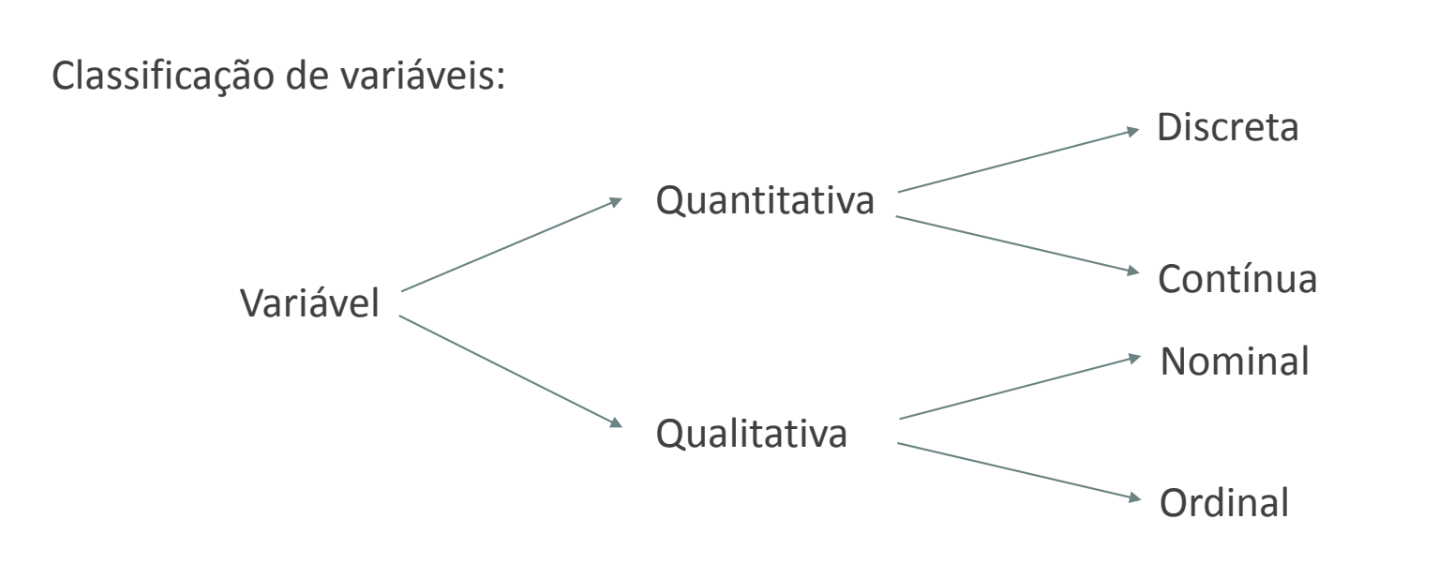 Classificação de variáveis:
Discreta
Quantitativa
Contínua
Variável
Nominal
Qualitativa
Ordinal